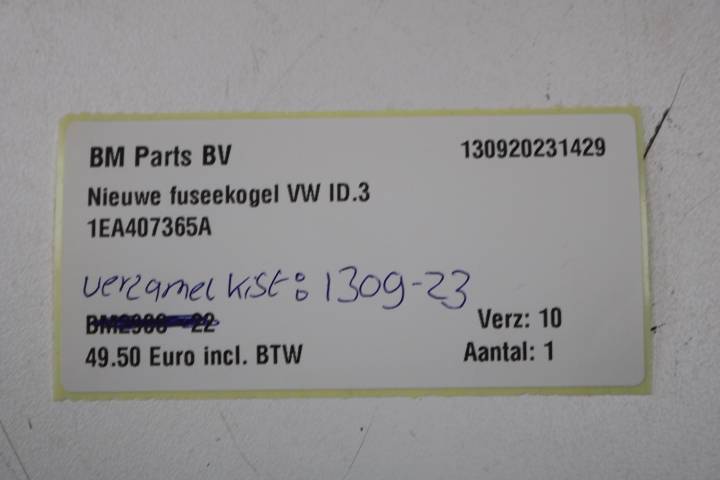 BM Parts BV 130920231429
Nieuwe fuseekogel VW ID.3
1EA407365A
verzamel kist: 1309-23
Verz: 10
49.50 Euro incl. BTW Aantal: 1